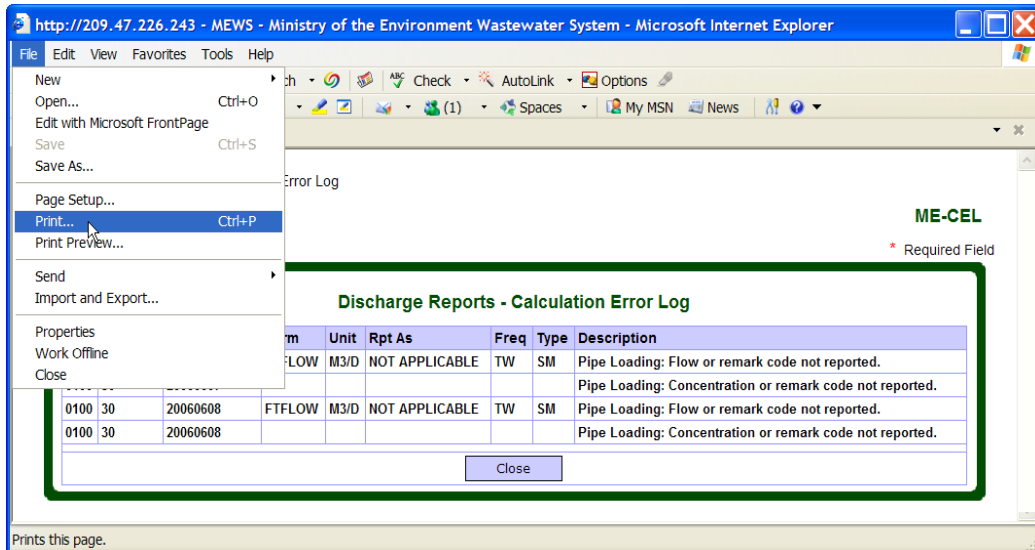 http://209.47.226.243 - MEWS - Ministry of the Environment Wastewater System - Microsoft Internet Explorer
File Edit View Favorites Tools Help
New
Open... Ctrl+O
Edit with Microsoft FrontPage
Save Ctrl+S
Save As...
Page Setup...
Print... Ctrl+P
Print Preview...
Send
Import and Export...
Properties
Work Offline
Close
ch ABC Check AutoLink Options
(1) Spaces My MSN News
Error Log
ME-CEL
* Required Field
Discharge Reports - Calculation Error Log
rm Unit Rpt As Freq Type Description
FLOW M3/D NOT APPLICABLE TW SM Pipe Loading: Flow or remark code not reported.
Pipe Loading: Concentration or remark code not reported.
0100 30 20060608 FTFLOW M3/D NOT APPLICABLE TW SM Pipe Loading: Flow or remark code not reported.
0100 30 20060608 Pipe Loading: Concentration or remark code not reported.
Close
Prints this page.